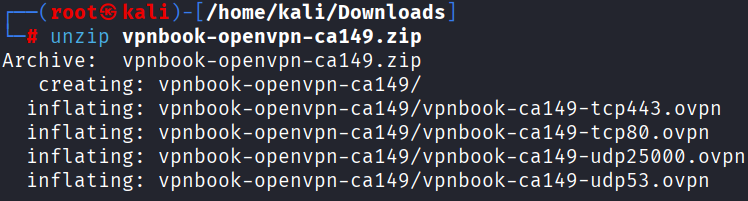 ┌──(root㉿kali)-[/home/kali/Downloads]
└─# unzip vpnbook-openvpn-ca149.zip
Archive:  vpnbook-openvpn-ca149.zip
   creating: vpnbook-openvpn-ca149/
  inflating: vpnbook-openvpn-ca149/vpnbook-ca149-tcp443.ovpn
  inflating: vpnbook-openvpn-ca149/vpnbook-ca149-tcp80.ovpn
  inflating: vpnbook-openvpn-ca149/vpnbook-ca149-udp25000.ovpn
  inflating: vpnbook-openvpn-ca149/vpnbook-ca149-udp53.ovpn